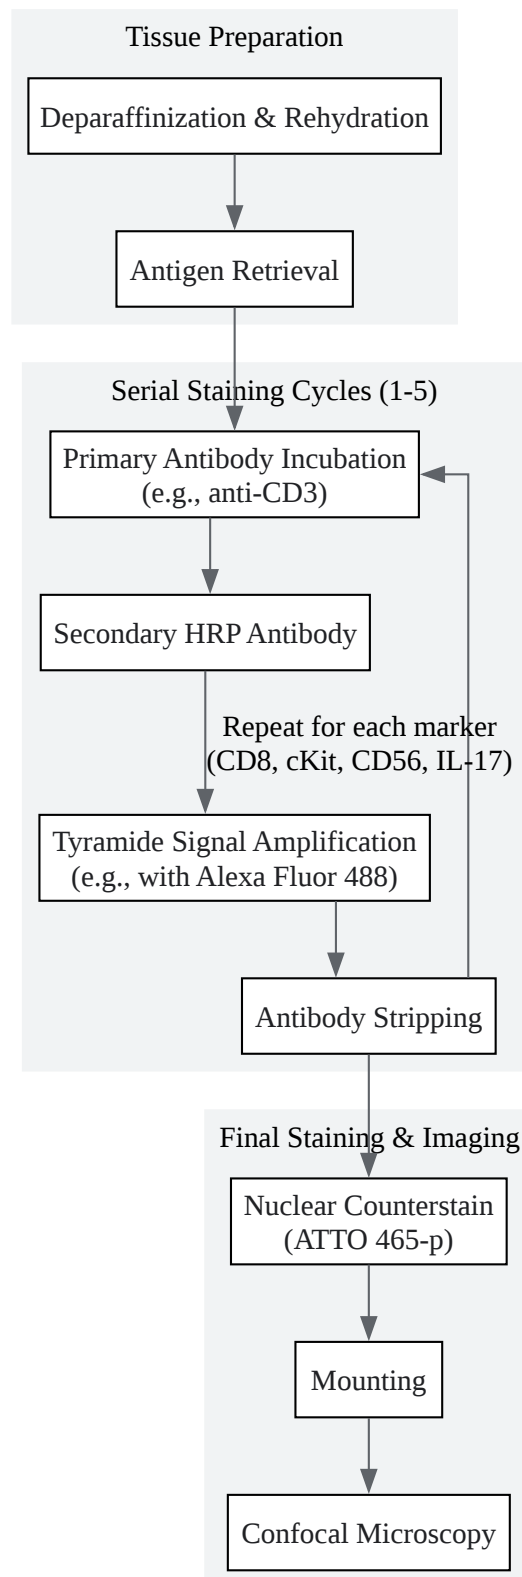 Tissue Preparation
Deparaffinization & Rehydration
Antigen Retrieval
Serial Staining Cycles (1-5)
Primary Antibody Incubation
(e.g., anti-CD3)
Secondary HRP Antibody
Repeat for each marker
(CD8, cKit, CD56, IL-17)
Tyramide Signal Amplification
(e.g., with Alexa Fluor 488)
Antibody Stripping
Final Staining & Imaging
Nuclear Counterstain
(ATTO 465-p)
Mounting
Confocal Microscopy